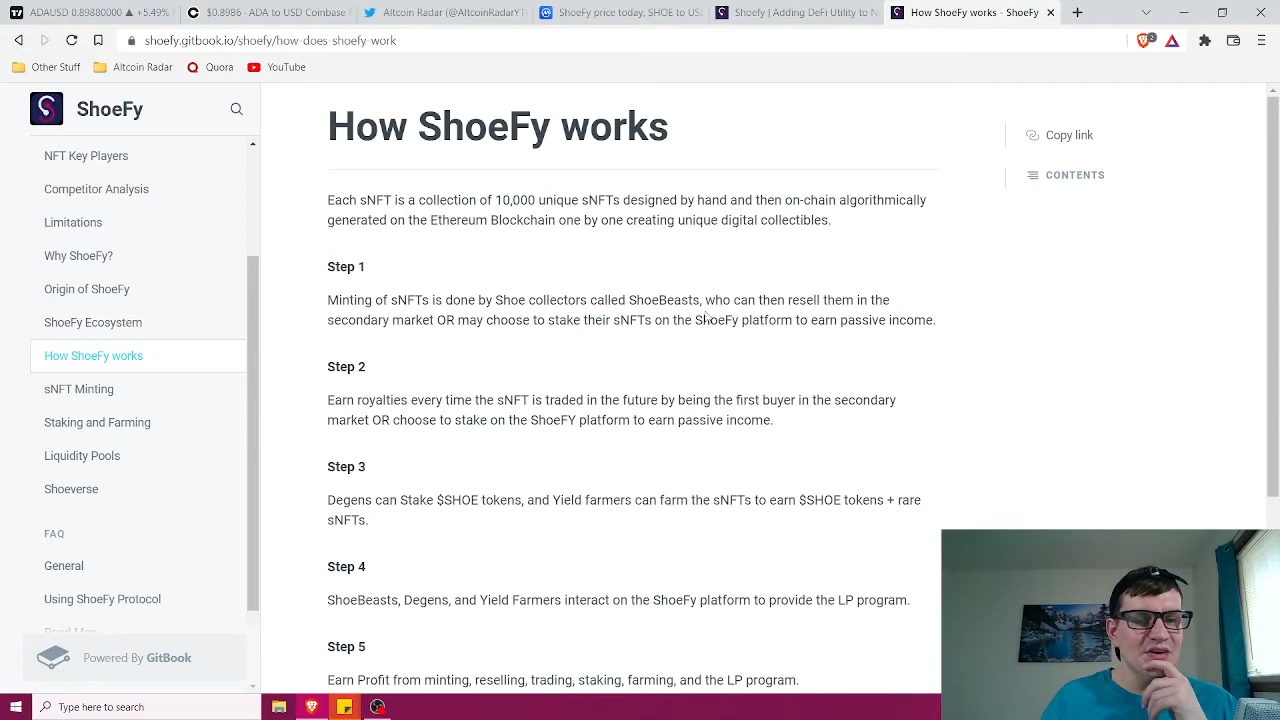 ADAUSD 0.89880000 ▲ +5.49%
$0.8986 - ADA to USD Coinbase
Altcoin Radar (@AltcoinRadarYT
ShoeFy price today, SHOE to US
Shoefy | Adding DeFi Utility to N
How ShoeFy works - ShoeFy
shoefy.gitbook.io/shoefy/how-does-shoefy-work
2
Other Stuff
Altcoin Radar
Quora
YouTube
ShoeFy
NFT Key Players
Competitor Analysis
Limitations
Why ShoeFy?
Origin of ShoeFy
ShoeFy Ecosystem
How ShoeFy works
sNFT Minting
Staking and Farming
Liquidity Pools
Shoeverse
FAQ
General
Using ShoeFy Protocol
Road Map
Powered By GitBook
How ShoeFy works
Each sNFT is a collection of 10,000 unique sNFTs designed by hand and then on-chain algorithmically
generated on the Ethereum Blockchain one by one creating unique digital collectibles.
Step 1
Minting of sNFTs is done by Shoe collectors called ShoeBeasts, who can then resell them in the
secondary market OR may choose to stake their sNFTs on the ShoeFy platform to earn passive income.
Step 2
Earn royalties every time the sNFT is traded in the future by being the first buyer in the secondary
market OR choose to stake on the ShoeFY platform to earn passive income.
Step 3
Degens can Stake $SHOE tokens, and Yield farmers can farm the sNFTs to earn $SHOE tokens + rare
sNFTs.
Step 4
ShoeBeasts, Degens, and Yield Farmers interact on the ShoeFy platform to provide the LP program.
Step 5
Earn Profit from minting, reselling, trading, staking, farming, and the LP program.
Copy link
CONTENTS
Type here to search